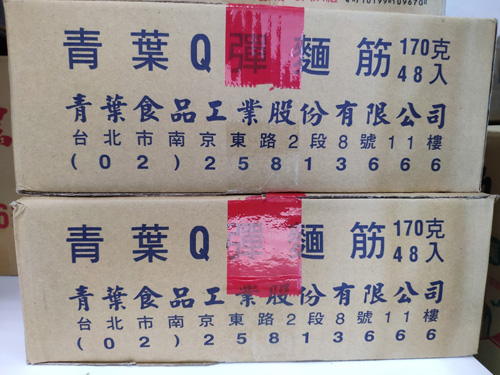 青葉Q彈麵筋 170克 48入
青葉食品工業股份有限公司
台北市南京東路2段8號11樓
(02)25813666
青葉Q彈麵筋 170克 48入
青葉食品工業股份有限公司
台北市南京東路2段8號11樓
(02)25813666